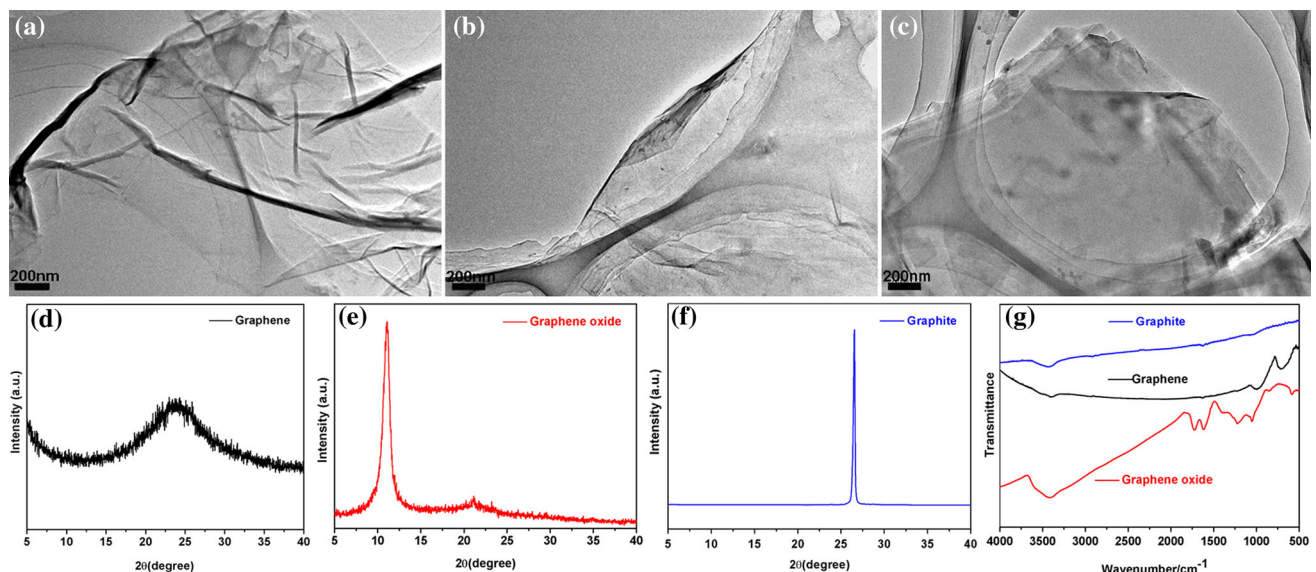 (a)
200nm
(b)
200nm
(c)
200nm
(d)
Graphene
Intensity (a.u.)
5 10 15 20 25 30 35 40
2θ(degree)
(e)
Graphene oxide
Intensity (a.u.)
5 10 15 20 25 30 35 40
2θ(degree)
(f)
Graphite
Intensity (a.u.)
5 10 15 20 25 30 35 40
2θ(degree)
(g)
Graphite
Graphene
Graphene oxide
Transmittance
4000 3500 3000 2500 2000 1500 1000 500
Wavenumber/cm⁻¹